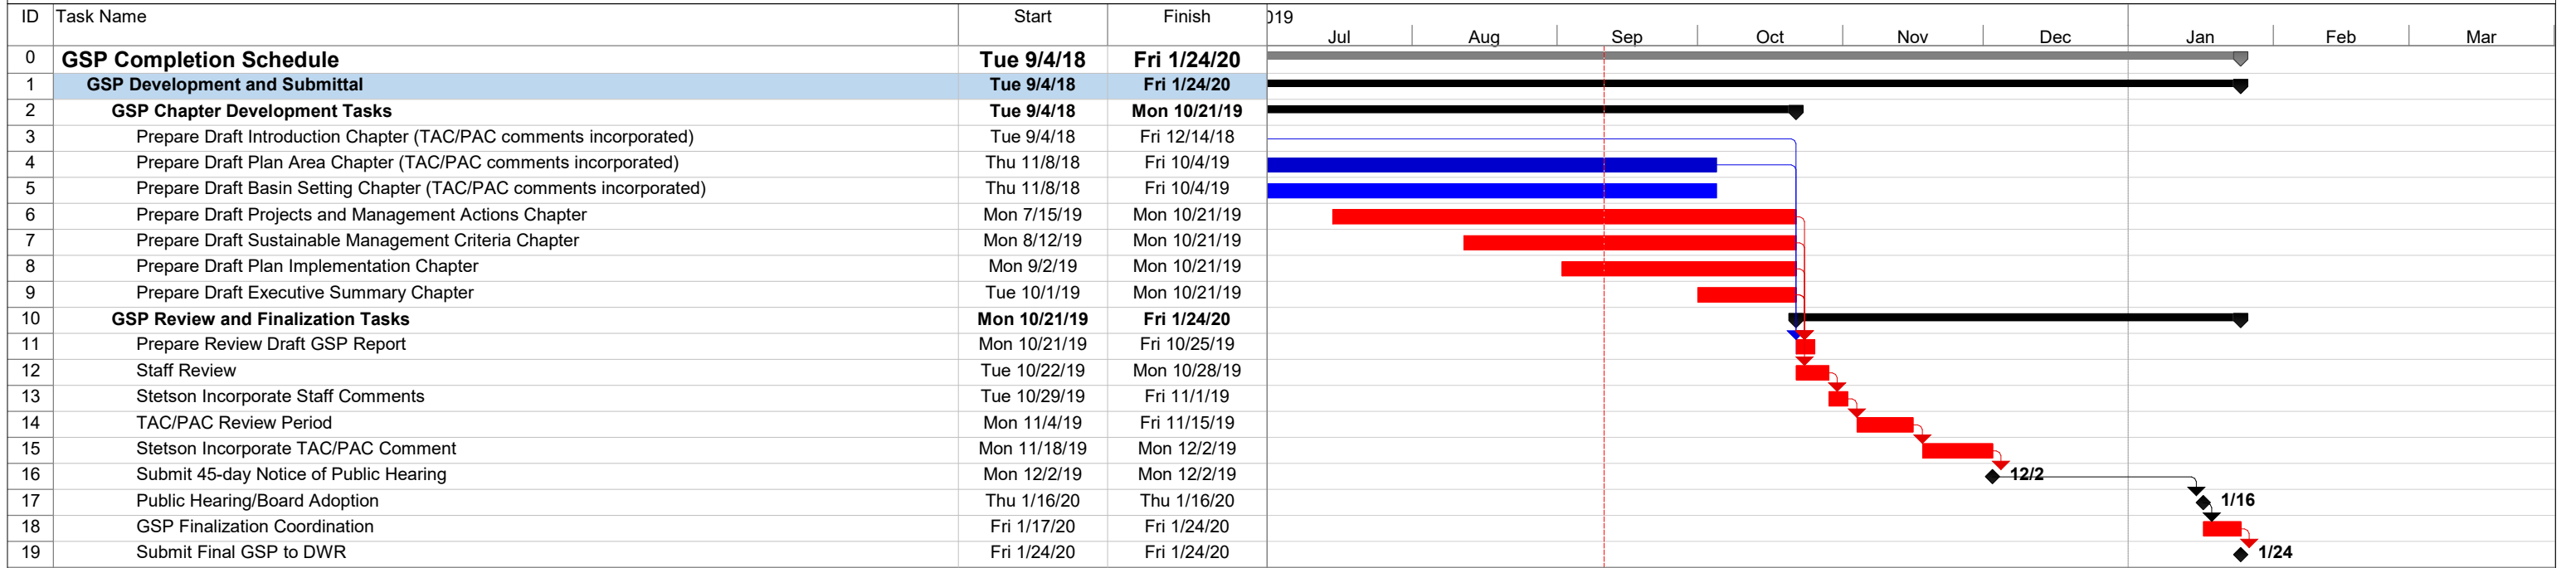 ID Task Name Start Finish 019
Jul Aug Sep Oct Nov Dec Jan Feb Mar
0 GSP Completion Schedule Tue 9/4/18 Fri 1/24/20
1 GSP Development and Submittal Tue 9/4/18 Fri 1/24/20
2 GSP Chapter Development Tasks Tue 9/4/18 Mon 10/21/19
3 Prepare Draft Introduction Chapter (TAC/PAC comments incorporated) Tue 9/4/18 Fri 12/14/18
4 Prepare Draft Plan Area Chapter (TAC/PAC comments incorporated) Thu 11/8/18 Fri 10/4/19
5 Prepare Draft Basin Setting Chapter (TAC/PAC comments incorporated) Thu 11/8/18 Fri 10/4/19
6 Prepare Draft Projects and Management Actions Chapter Mon 7/15/19 Mon 10/21/19
7 Prepare Draft Sustainable Management Criteria Chapter Mon 8/12/19 Mon 10/21/19
8 Prepare Draft Plan Implementation Chapter Mon 9/2/19 Mon 10/21/19
9 Prepare Draft Executive Summary Chapter Tue 10/1/19 Mon 10/21/19
10 GSP Review and Finalization Tasks Mon 10/21/19 Fri 1/24/20
11 Prepare Review Draft GSP Report Mon 10/21/19 Fri 10/25/19
12 Staff Review Tue 10/22/19 Mon 10/28/19
13 Stetson Incorporate Staff Comments Tue 10/29/19 Fri 11/1/19
14 TAC/PAC Review Period Mon 11/4/19 Fri 11/15/19
15 Stetson Incorporate TAC/PAC Comment Mon 11/18/19 Mon 12/2/19
16 Submit 45-day Notice of Public Hearing Mon 12/2/19 Mon 12/2/19 12/2
17 Public Hearing/Board Adoption Thu 1/16/20 Thu 1/16/20 1/16
18 GSP Finalization Coordination Fri 1/17/20 Fri 1/24/20
19 Submit Final GSP to DWR Fri 1/24/20 Fri 1/24/20 1/24